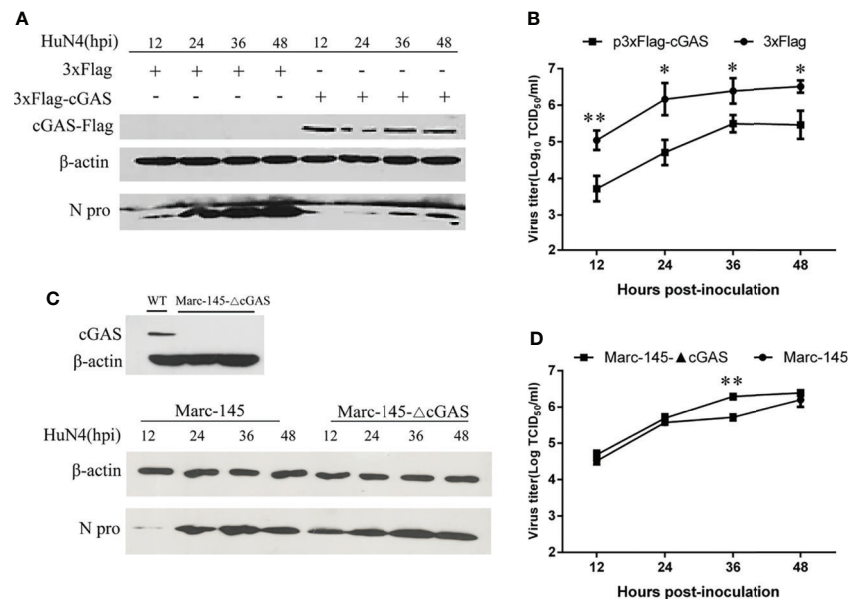 A
HuN4(hpi) 12 24 36 48 12 24 36 48
3xFlag + + + + - - - -
3xFlag-cGAS - - - - + + + +
cGAS-Flag
β-actin
N pro
B
p3xFlag-cGAS 3xFlag
Virus titer(Log10 TCID50/ml)
7
6
5
4
3
2
** * * *
12 24 36 48
Hours post-inoculation
C
WT Marc-145-△cGAS
cGAS
β-actin
Marc-145 Marc-145-△cGAS
HuN4(hpi) 12 24 36 48 12 24 36 48
β-actin
N pro
D
Marc-145-▲cGAS Marc-145
Virus titer(Log TCID50/ml)
7
6
5
4
3
2
**
12 24 36 48
Hours post-inoculation